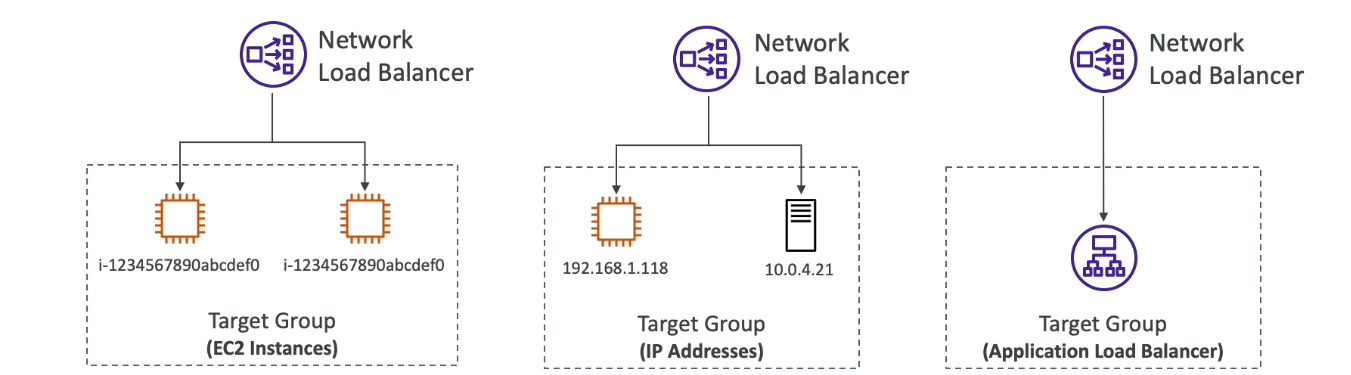 Network
Load Balancer
i-1234567890abcdef0
i-1234567890abcdef0
Target Group
(EC2 Instances)
Network
Load Balancer
192.168.1.118
10.0.4.21
Target Group
(IP Addresses)
Network
Load Balancer
Target Group
(Application Load Balancer)